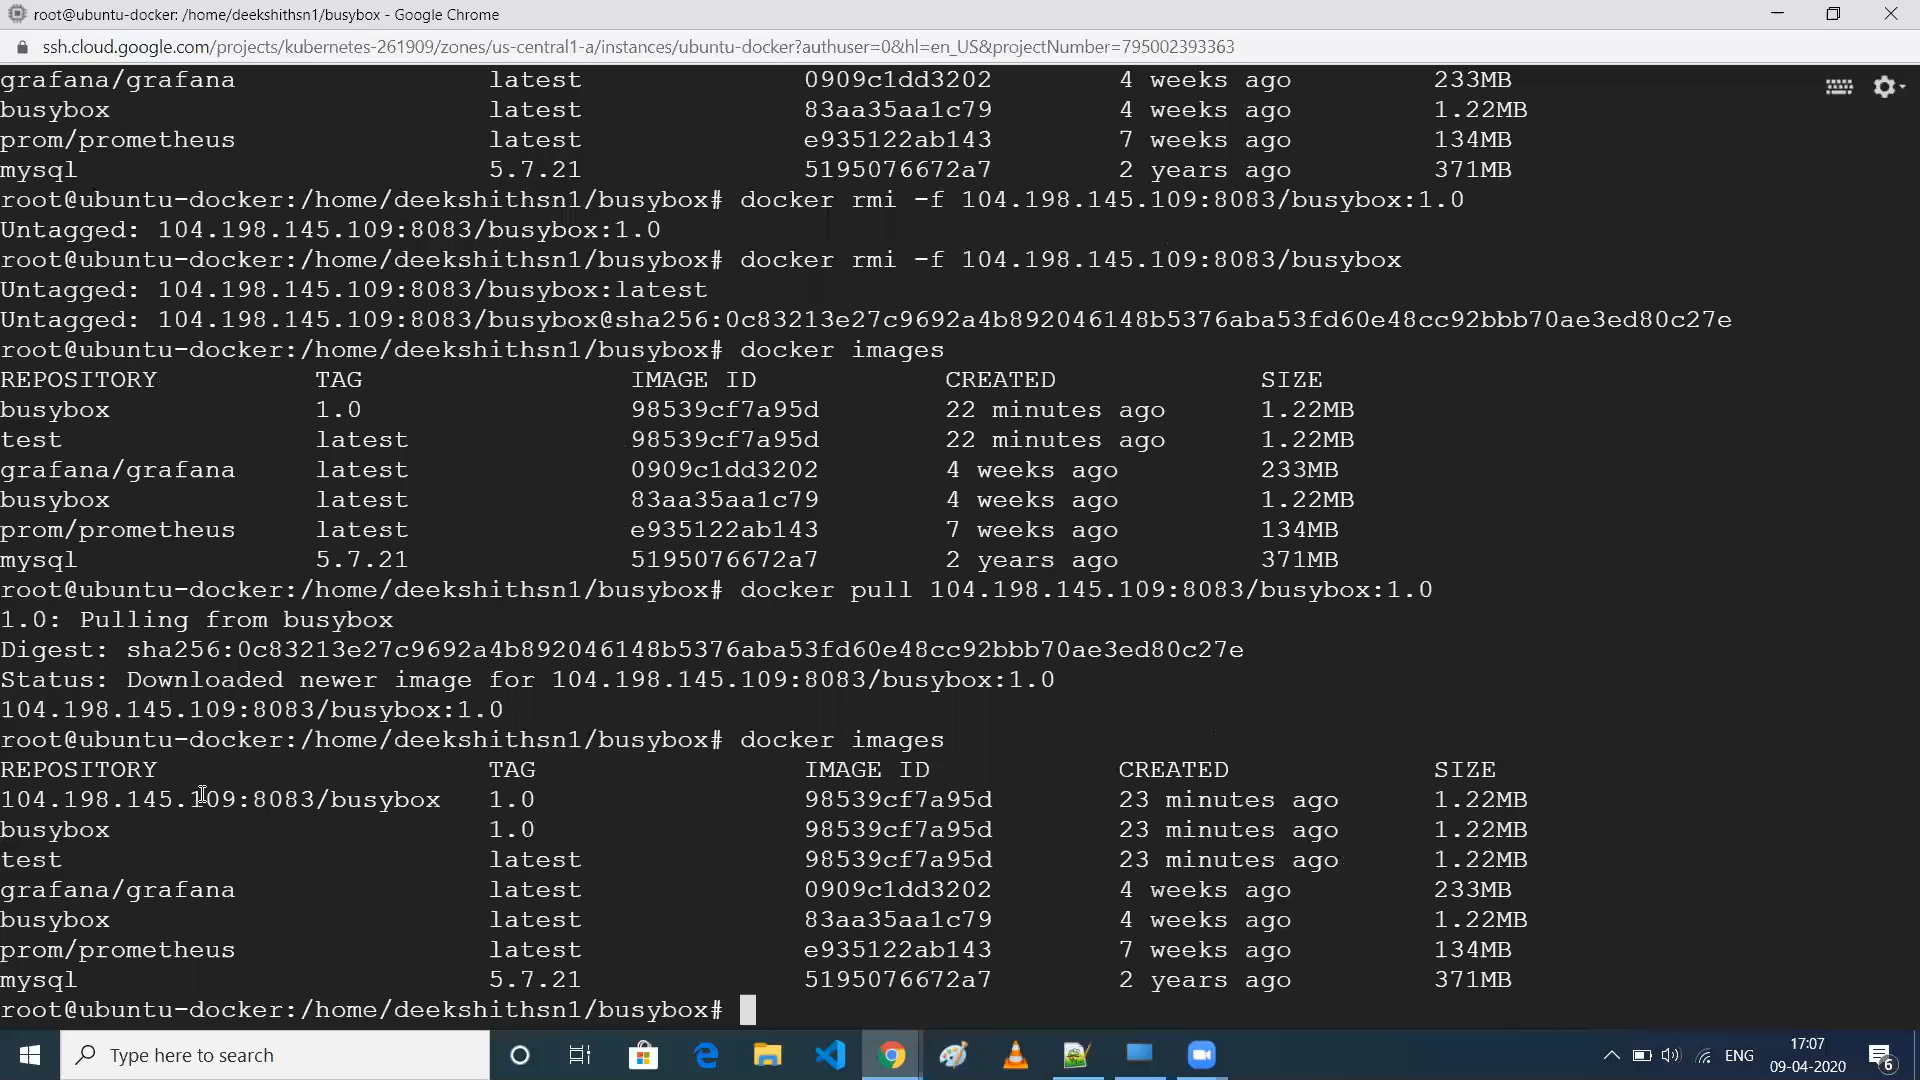 root@ubuntu-docker: /home/deekshithsn1/busybox - Google Chrome
ssh.cloud.google.com/projects/kubernetes-261909/zones/us-central1-a/instances/ubuntu-docker?authuser=0&hl=en_US&projectNumber=795002393363
grafana/grafana latest 0909c1dd3202 4 weeks ago 233MB
busybox latest 83aa35aa1c79 4 weeks ago 1.22MB
prom/prometheus latest e935122ab143 7 weeks ago 134MB
mysql 5.7.21 5195076672a7 2 years ago 371MB
root@ubuntu-docker:/home/deekshithsn1/busybox# docker rmi -f 104.198.145.109:8083/busybox:1.0
Untagged: 104.198.145.109:8083/busybox:1.0
root@ubuntu-docker:/home/deekshithsn1/busybox# docker rmi -f 104.198.145.109:8083/busybox
Untagged: 104.198.145.109:8083/busybox:latest
Untagged: 104.198.145.109:8083/busybox@sha256:0c83213e27c9692a4b892046148b5376aba53fd60e48cc92bbb70ae3ed80c27e
root@ubuntu-docker:/home/deekshithsn1/busybox# docker images
REPOSITORY TAG IMAGE ID CREATED SIZE
busybox 1.0 98539cf7a95d 22 minutes ago 1.22MB
test latest 98539cf7a95d 22 minutes ago 1.22MB
grafana/grafana latest 0909c1dd3202 4 weeks ago 233MB
busybox latest 83aa35aa1c79 4 weeks ago 1.22MB
prom/prometheus latest e935122ab143 7 weeks ago 134MB
mysql 5.7.21 5195076672a7 2 years ago 371MB
root@ubuntu-docker:/home/deekshithsn1/busybox# docker pull 104.198.145.109:8083/busybox:1.0
1.0: Pulling from busybox
Digest: sha256:0c83213e27c9692a4b892046148b5376aba53fd60e48cc92bbb70ae3ed80c27e
Status: Downloaded newer image for 104.198.145.109:8083/busybox:1.0
104.198.145.109:8083/busybox:1.0
root@ubuntu-docker:/home/deekshithsn1/busybox# docker images
REPOSITORY TAG IMAGE ID CREATED SIZE
104.198.145.109:8083/busybox 1.0 98539cf7a95d 23 minutes ago 1.22MB
busybox 1.0 98539cf7a95d 23 minutes ago 1.22MB
test latest 98539cf7a95d 23 minutes ago 1.22MB
grafana/grafana latest 0909c1dd3202 4 weeks ago 233MB
busybox latest 83aa35aa1c79 4 weeks ago 1.22MB
prom/prometheus latest e935122ab143 7 weeks ago 134MB
mysql 5.7.21 5195076672a7 2 years ago 371MB
root@ubuntu-docker:/home/deekshithsn1/busybox#
Type here to search
ENG
17:07
09-04-2020
6